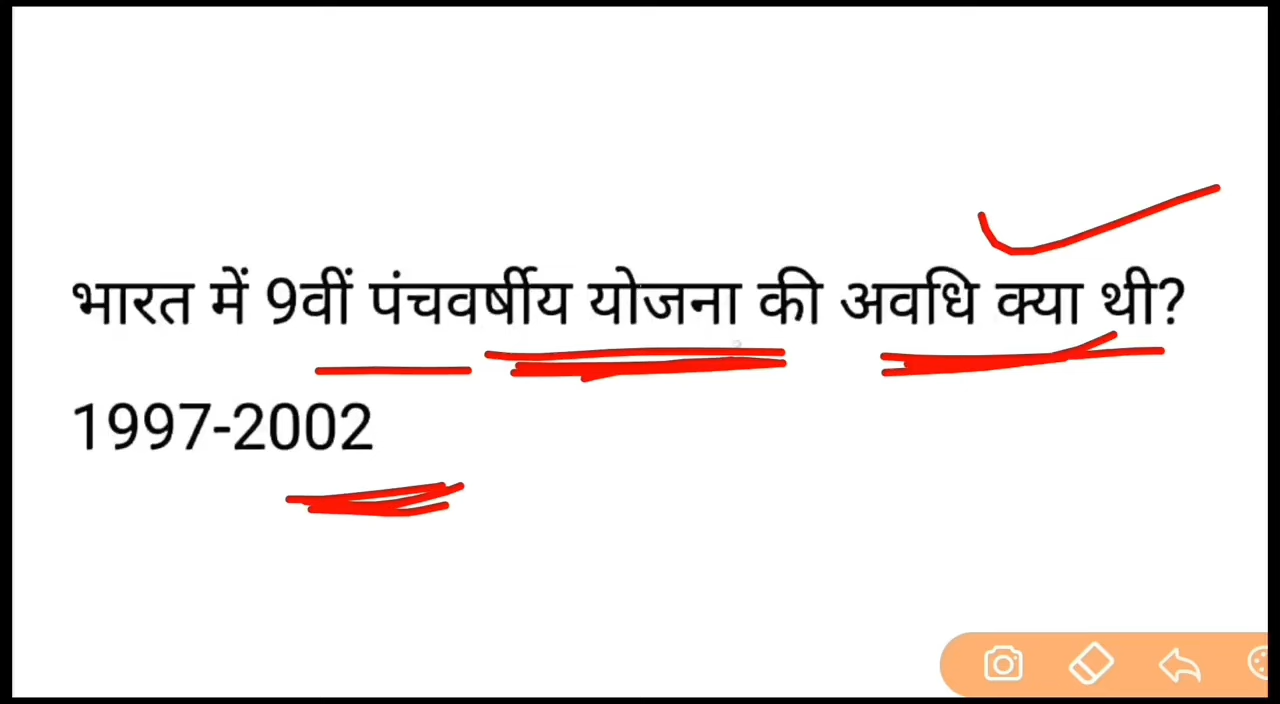 भारत में 9वीं पंचवर्षीय योजना की अवधि क्या थी?
1997-2002